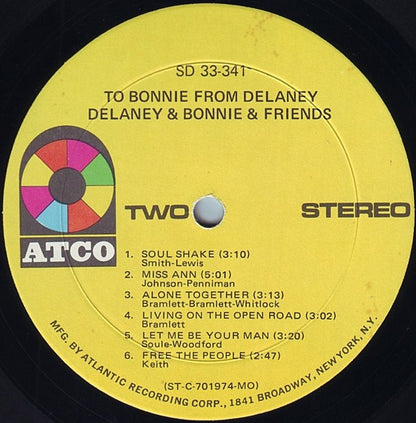 SD 33-341
TO BONNIE FROM DELANEY
DELANEY & BONNIE & FRIENDS
ATCO
TWO
STEREO
1. SOUL SHAKE (3:10)
Smith-Lewis
2. MISS ANN (5:01)
Johnson-Penniman
3. ALONE TOGETHER (3:13)
Bramlett-Bramlett-Whitlock
4. LIVING ON THE OPEN ROAD (3:02)
Bramlett
5. LET ME BE YOUR MAN (3:20)
Soule-Woodford
6. FREE THE PEOPLE (2:47)
Keith
(ST-C-701974-MO)
MFG. BY ATLANTIC RECORDING CORP., 1841 BROADWAY, NEW YORK, N.Y.